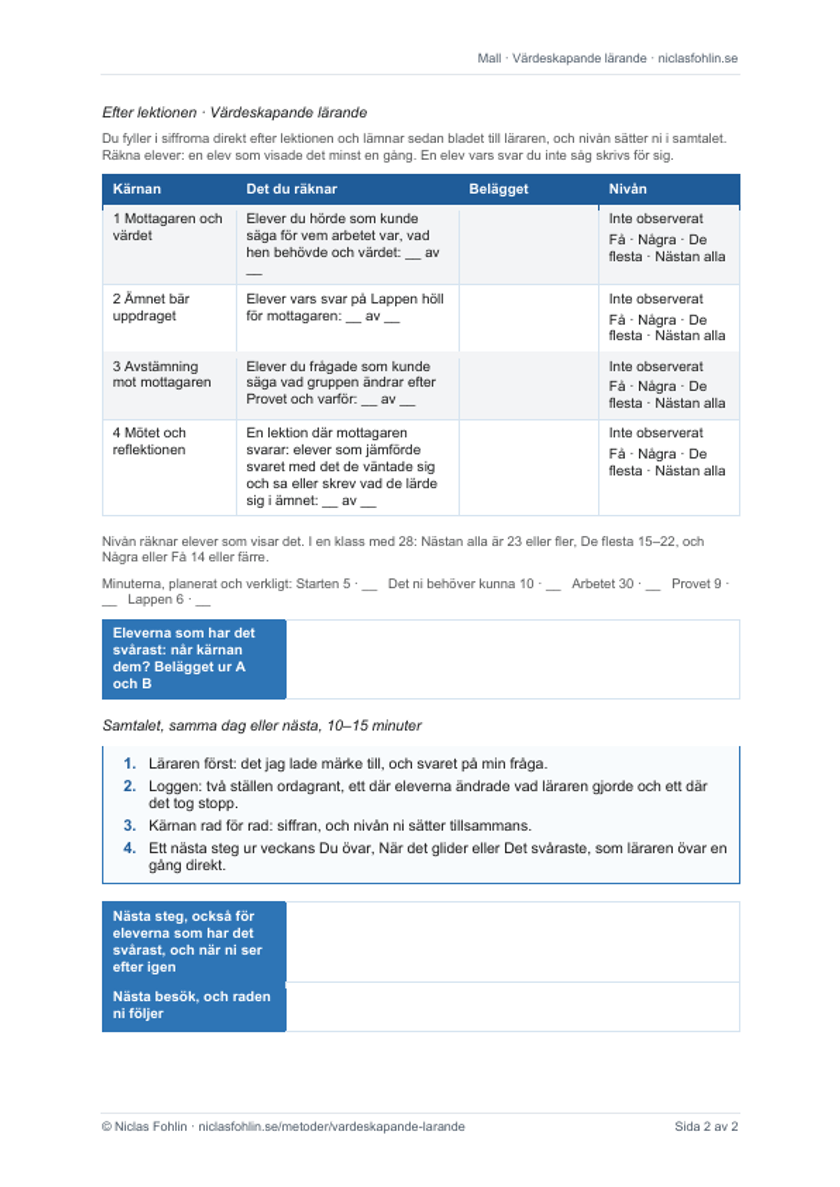 Mall · Värdeskapande lärande · niclasfohlin.se
Efter lektionen · Värdeskapande lärande
Du fyller i siffrorna direkt efter lektionen och lämnar sedan bladet till läraren, och nivån sätter ni i samtalet.
Räkna elever: en elev som visade det minst en gång. En elev vars svar du inte såg skrivs för sig.
Kärnan
Det du räknar
Belägget
Nivån
1 Mottagaren och
värdet
Elever du hörde som kunde
säga för vem arbetet var, vad
hen behövde och värdet: __ av
__
Inte observerat
Få · Några · De
flesta · Nästan alla
2 Ämnet bär
uppdraget
Elever vars svar på Lappen höll
för mottagaren: __ av __
Inte observerat
Få · Några · De
flesta · Nästan alla
3 Avstämning
mot mottagaren
Elever du frågade som kunde
säga vad gruppen ändrar efter
Provet och varför: __ av __
Inte observerat
Få · Några · De
flesta · Nästan alla
4 Mötet och
reflektionen
En lektion där mottagaren
svarar: elever som jämförde
svaret med det de väntade sig
och sa eller skrev vad de lärde
sig i ämnet: __ av __
Inte observerat
Få · Några · De
flesta · Nästan alla
Nivån räknar elever som visar det. I en klass med 28: Nästan alla är 23 eller fler, De flesta 15–22, och
Några eller Få 14 eller färre.
Minuterna, planerat och verkligt: Starten 5 · __ Det ni behöver kunna 10 · __ Arbetet 30 · __ Provet 9 ·
__ Lappen 6 · __
Eleverna som har det
svårast: når kärnan
dem? Belägget ur A
och B
Samtalet, samma dag eller nästa, 10–15 minuter
1. Läraren först: det jag lade märke till, och svaret på min fråga.
2. Loggen: två ställen ordagrant, ett där eleverna ändrade vad läraren gjorde och ett där
det tog stopp.
3. Kärnan rad för rad: siffran, och nivån ni sätter tillsammans.
4. Ett nästa steg ur veckans Du övar, När det glider eller Det svåraste, som läraren övar en
gång direkt.
Nästa steg, också för
eleverna som har det
svårast, och när ni ser
efter igen
Nästa besök, och raden
ni följer
© Niclas Fohlin · niclasfohlin.se/metoder/vardeskapande-larande
Sida 2 av 2